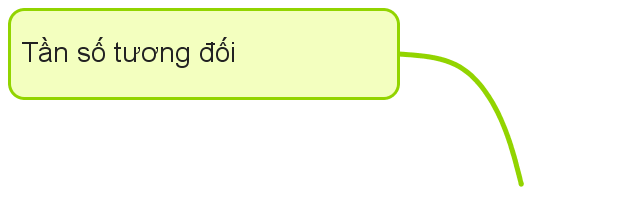 Tần số tương đối